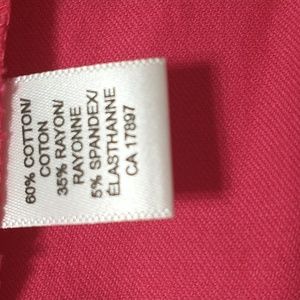 60% COTTON/
COTON
35% RAYON/
RAYONNE
5% SPANDEX/
ÉLASTHANNE
CA 17897